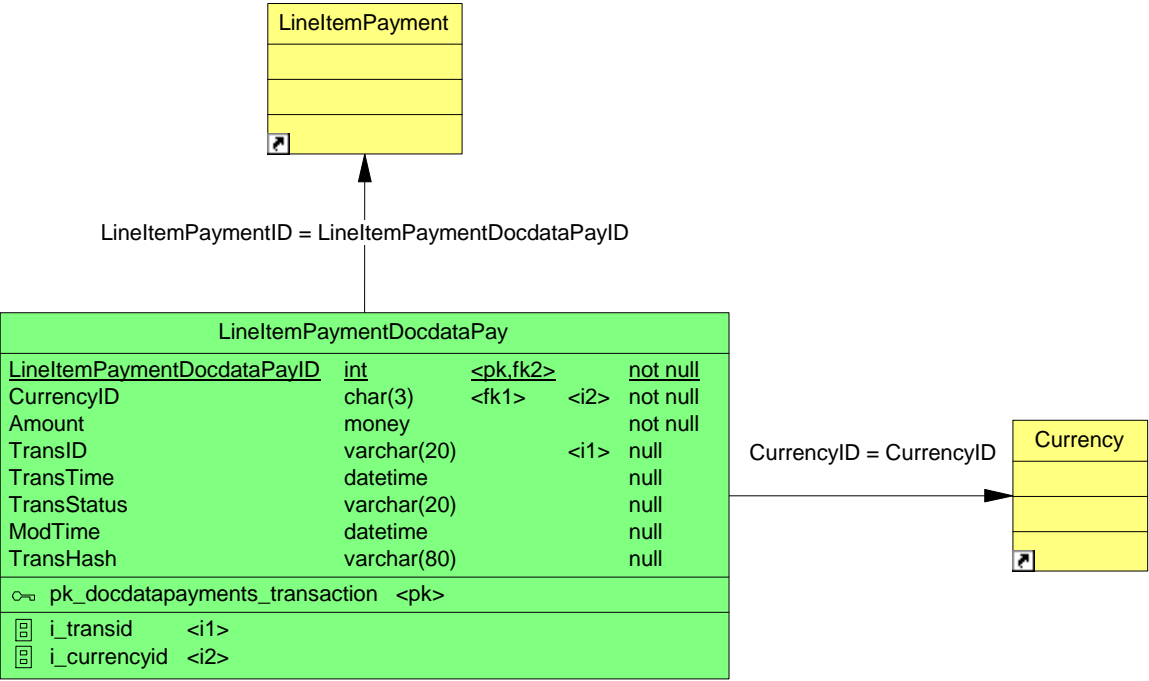 LineItemPayment
LineItemPaymentID = LineItemPaymentDocdataPayID
LineItemPaymentDocdataPay
LineItemPaymentDocdataPayID int <pk,fk2> not null
CurrencyID char(3) <fk1> <i2> not null
Amount money not null
TransID varchar(20) <i1> null
TransTime datetime null
TransStatus varchar(20) null
ModTime datetime null
TransHash varchar(80) null
pk_docdatapayments_transaction <pk>
i_transid <i1>
i_currencyid <i2>
CurrencyID = CurrencyID
Currency